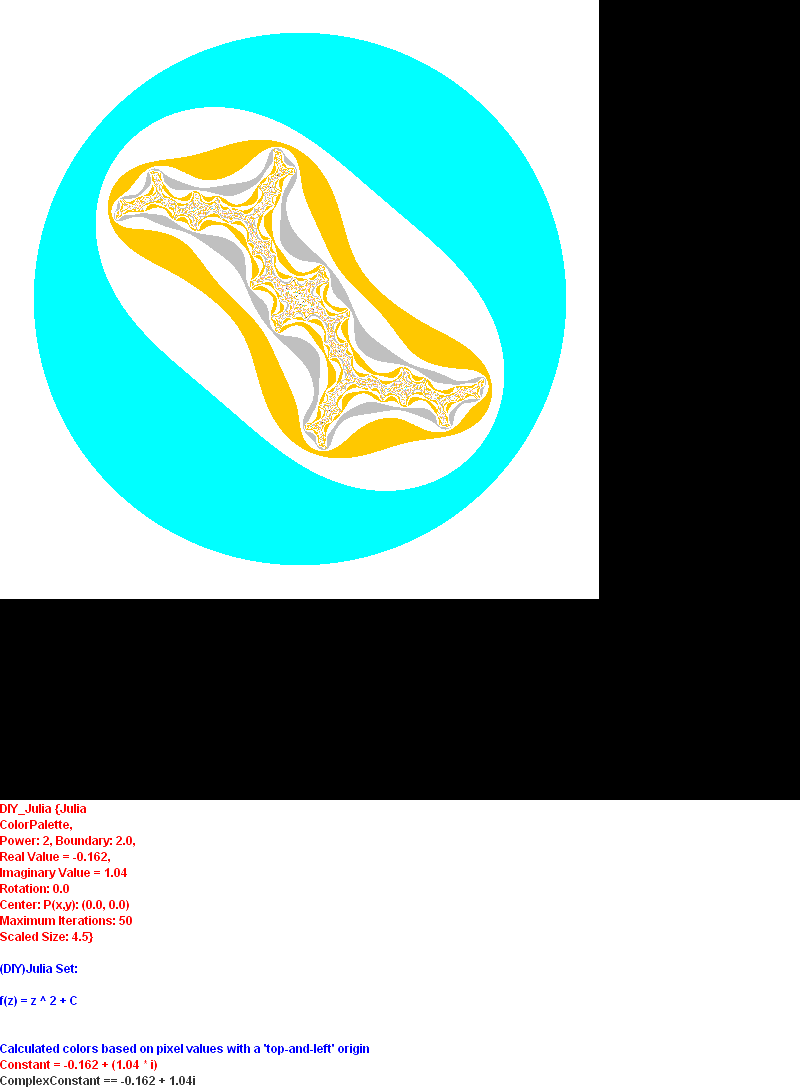 DIY_Julia {Julia
ColorPalette,
Power: 2, Boundary: 2.0,
Real Value = -0.162,
Imaginary Value = 1.04
Rotation: 0.0
Center: P(x,y): (0.0, 0.0)
Maximum Iterations: 50
Scaled Size: 4.5}
(DIY)Julia Set:
f(z) = z ^ 2 + C
Calculated colors based on pixel values with a 'top-and-left' origin
Constant = -0.162 + (1.04 * i)
ComplexConstant == -0.162 + 1.04i